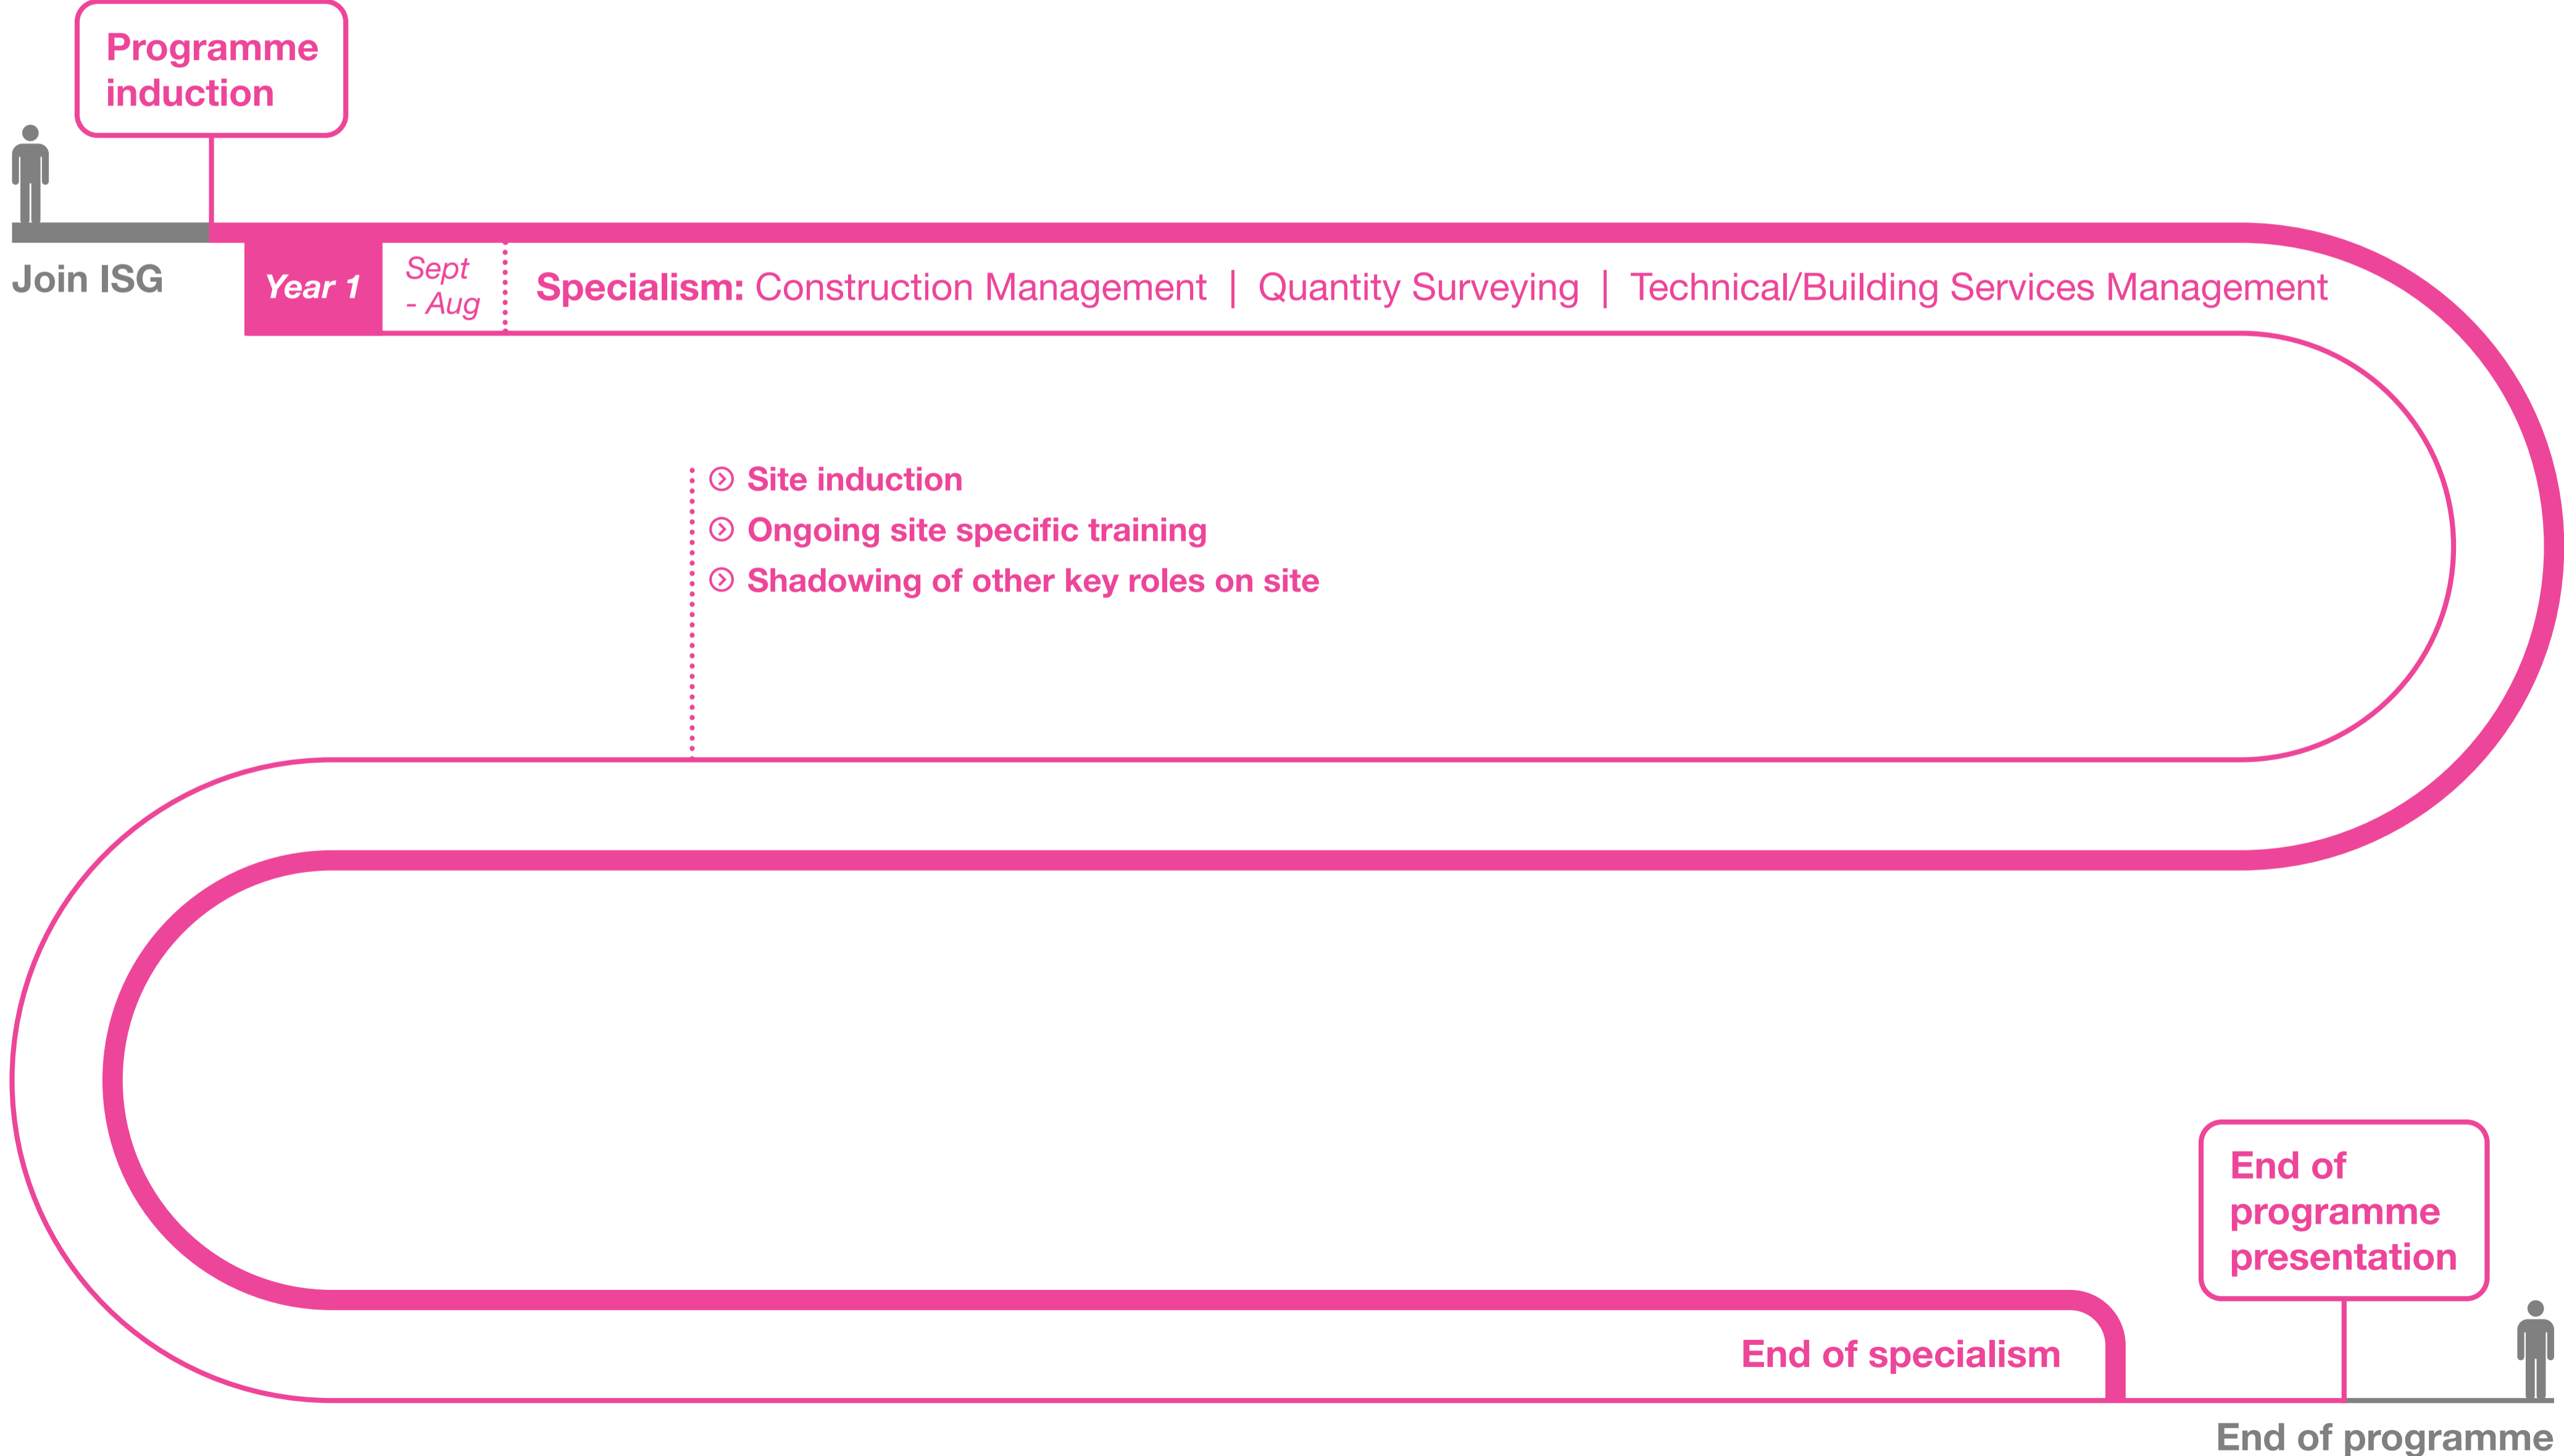 Programme
induction
Join ISG
Year 1
Sept
- Aug
Specialism: Construction Management | Quantity Surveying | Technical/Building Services Management
Site induction
Ongoing site specific training
Shadowing of other key roles on site
End of
programme
presentation
End of specialism
End of programme